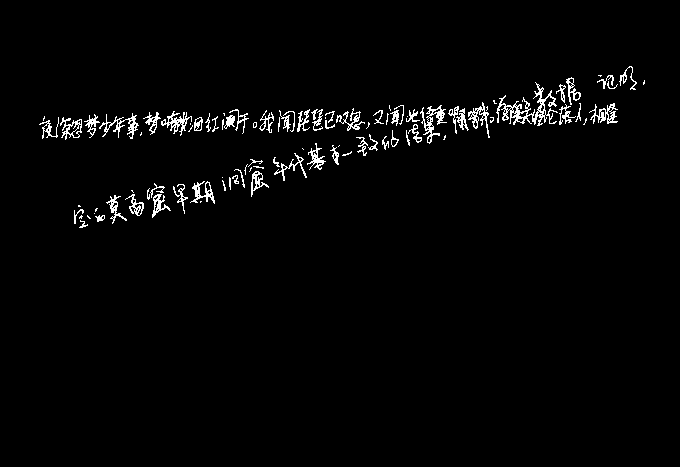 夜深忽梦少年事,梦啼妆泪红阑干。我闻琵琶已叹息,又闻此语重唧唧。同是天涯沦落人,相逢
定的莫高窟早期洞窟年代基本一致的结果, 数据 证明,